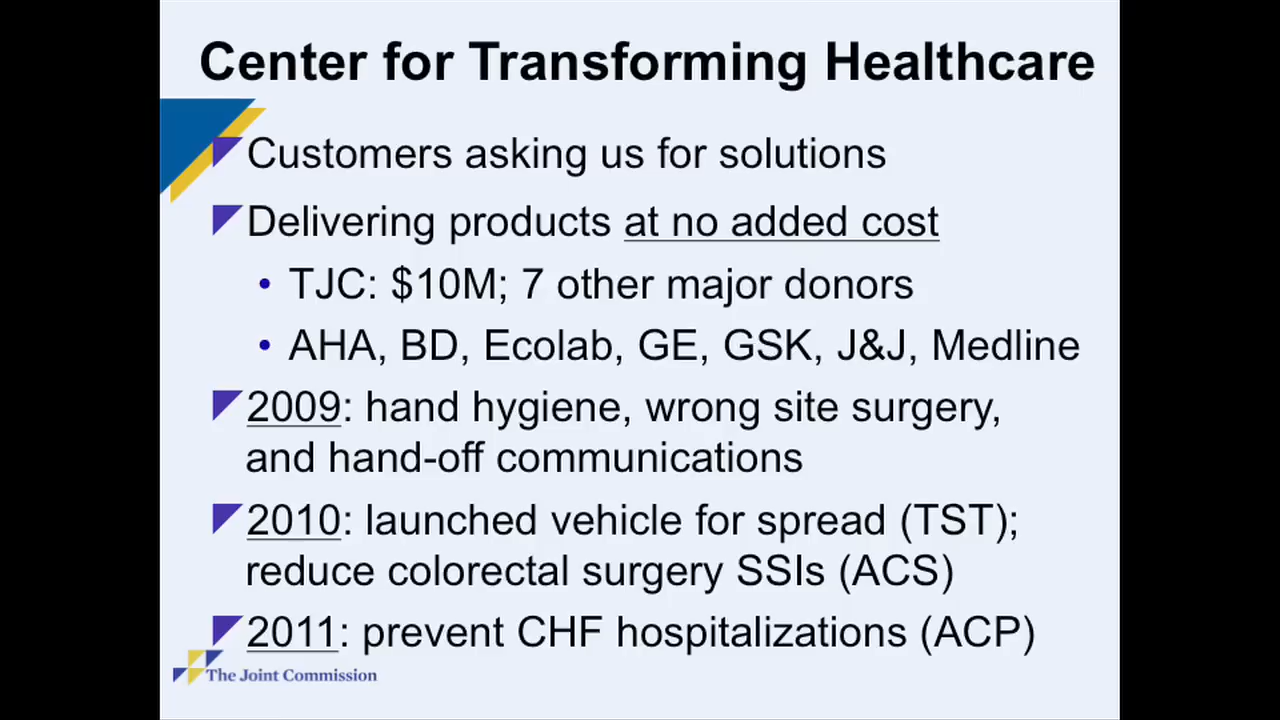 Center for Transforming Healthcare
Customers asking us for solutions
Delivering products at no added cost
• TJC: $10M; 7 other major donors
• AHA, BD, Ecolab, GE, GSK, J&J, Medline
2009: hand hygiene, wrong site surgery,
and hand-off communications
2010: launched vehicle for spread (TST);
reduce colorectal surgery SSIs (ACS)
2011: prevent CHF hospitalizations (ACP)
The Joint Commission